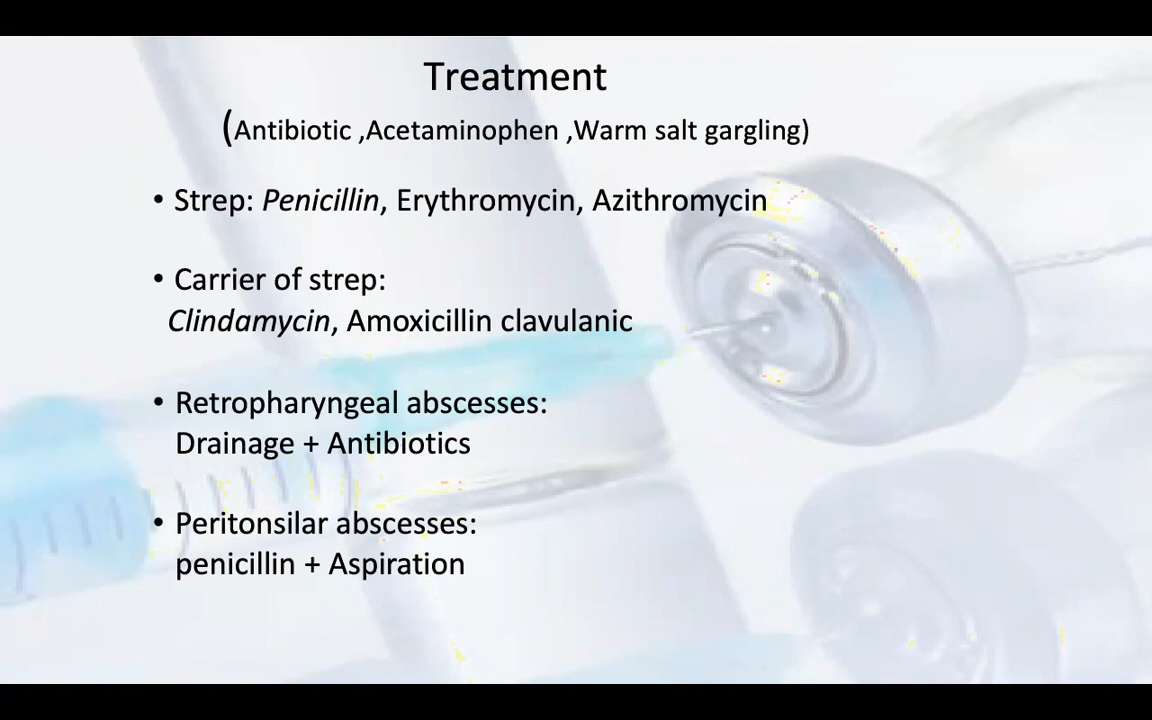 Treatment
(Antibiotic ,Acetaminophen ,Warm salt gargling)
• Strep: Penicillin, Erythromycin, Azithromycin
• Carrier of strep:
Clindamycin, Amoxicillin clavulanic
• Retropharyngeal abscesses:
Drainage + Antibiotics
• Peritonsilar abscesses:
penicillin + Aspiration